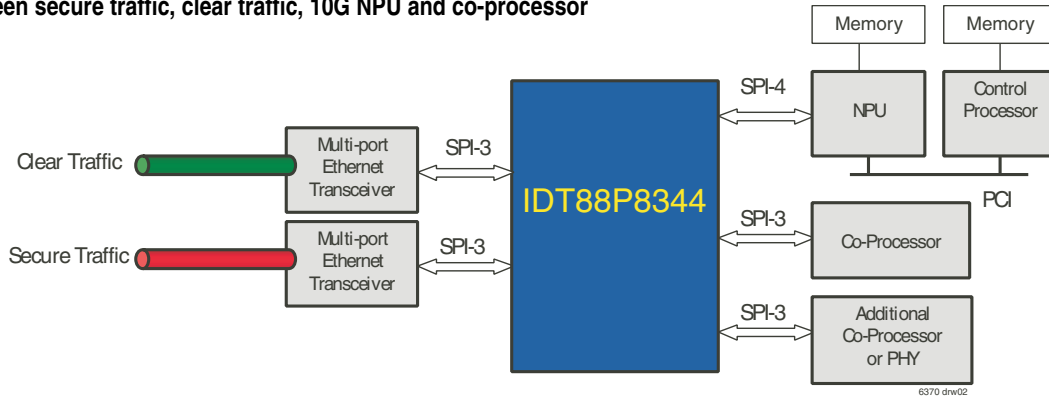 een secure traffic, clear traffic, 10G NPU and co-processor
Memory
Memory
SPI-4
NPU
Control
Processor
Clear Traffic
Multi-port
Ethernet
Transceiver
SPI-3
IDT88P8344
PCI
SPI-3
Co-Processor
Secure Traffic
Multi-port
Ethernet
Transceiver
SPI-3
SPI-3
Additional
Co-Processor
or PHY
6370 drw02